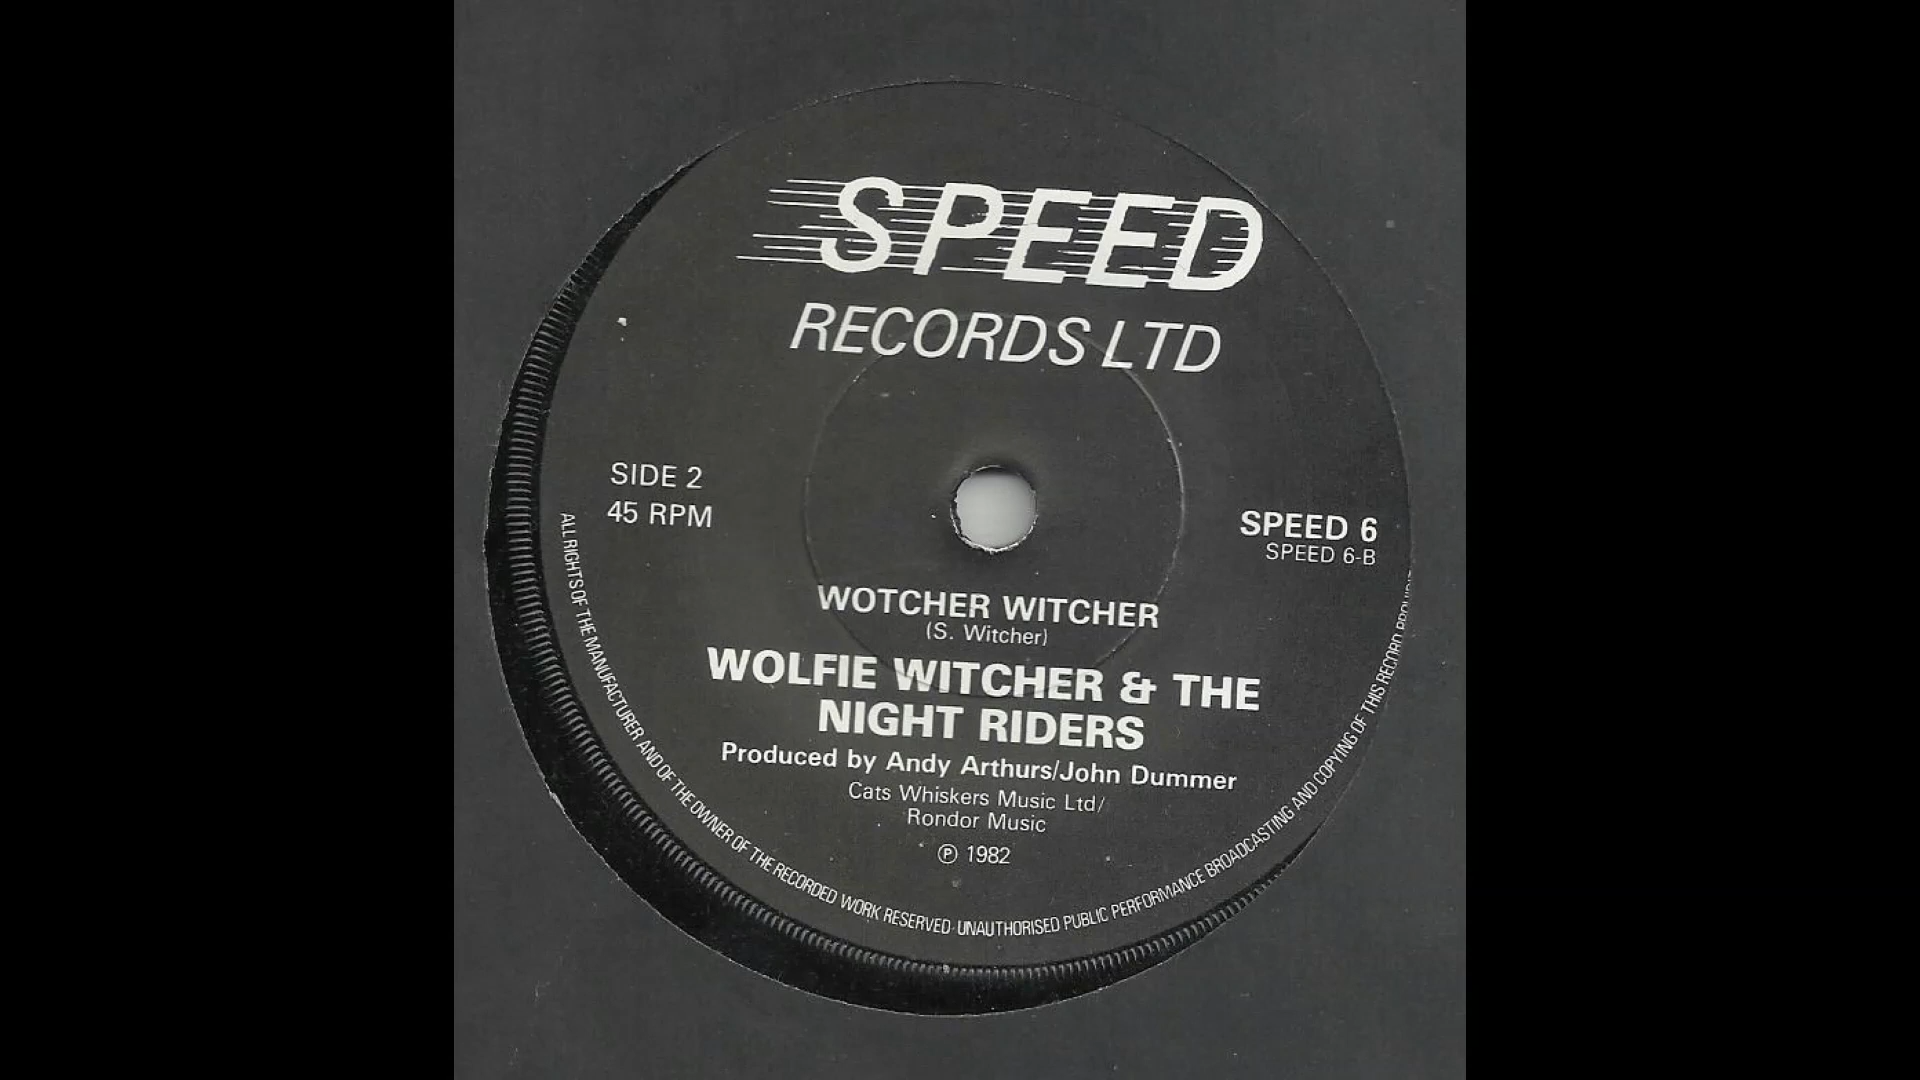 SPEED
RECORDS LTD
SIDE 2
45 RPM
SPEED 6
SPEED 6-B
WOTCHER WITCHER
(S. Witcher)
WOLFIE WITCHER & THE
NIGHT RIDERS
Produced by Andy Arthurs/John Dummer
Cats Whiskers Music Ltd/
Rondor Music
℗ 1982
ALL RIGHTS OF THE MANUFACTURER AND OF THE OWNER OF THE RECORDED WORK RESERVED · UNAUTHORISED PUBLIC PERFORMANCE BROADCASTING AND COPYING OF THIS RECORD